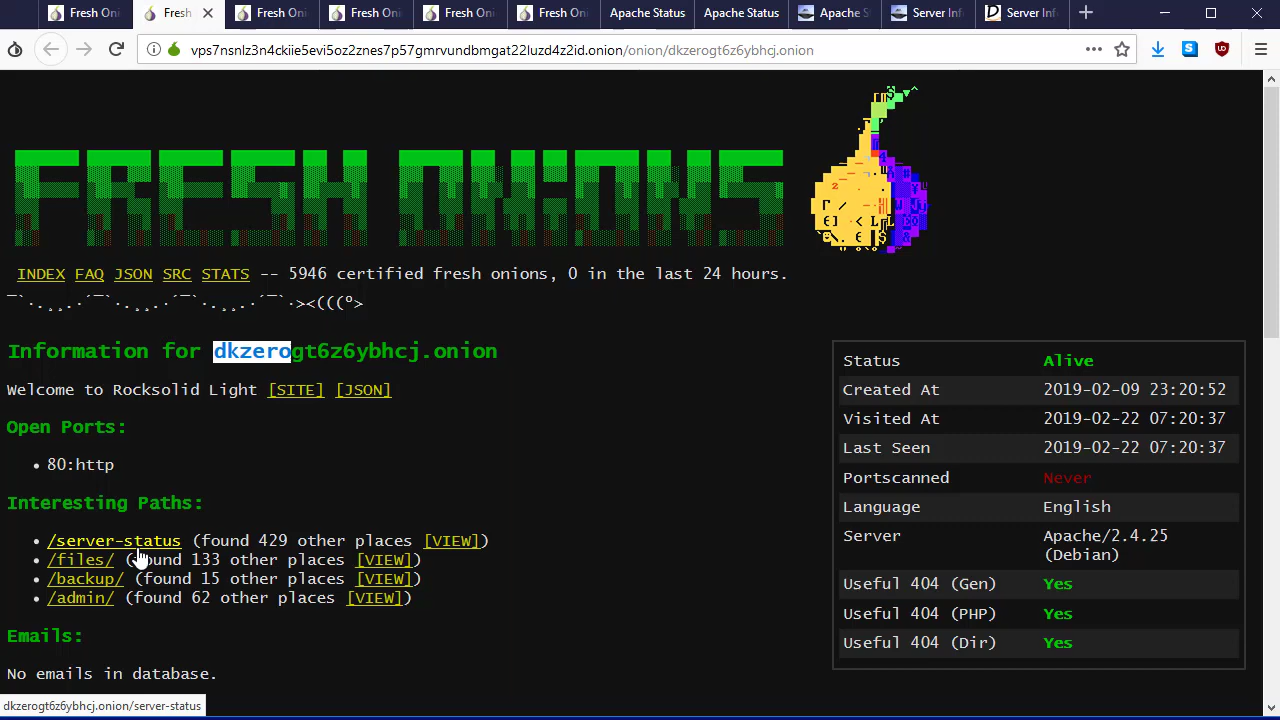 Fresh Oni
Fresh
Fresh Oni
Fresh Oni
Fresh Oni
Fresh Oni
Apache Status
Apache Status
Apache S
Server Inf
Server Inf
vps7nsnlz3n4ckiie5evi5oz2znes7p57gmrvundbmgat22luzd4z2id.onion/onion/dkzerogt6z6ybhcj.onion
FRESH ONIONS
INDEX FAQ JSON SRC STATS -- 5946 certified fresh onions, 0 in the last 24 hours.
¯`·.¸¸.·´¯`·.¸¸.·´¯`·.¸¸.·´¯`·><(((º>
Information for dkzerogt6z6ybhcj.onion
Welcome to Rocksolid Light [SITE] [JSON]
Open Ports:
• 80:http
Interesting Paths:
• /server-status (found 429 other places [VIEW])
• /files/ (found 133 other places [VIEW])
• /backup/ (found 15 other places [VIEW])
• /admin/ (found 62 other places [VIEW])
Emails:
No emails in database.
Status Alive
Created At 2019-02-09 23:20:52
Visited At 2019-02-22 07:20:37
Last Seen 2019-02-22 07:20:37
Portscanned Never
Language English
Server Apache/2.4.25
(Debian)
Useful 404 (Gen) Yes
Useful 404 (PHP) Yes
Useful 404 (Dir) Yes
dkzerogt6z6ybhcj.onion/server-status